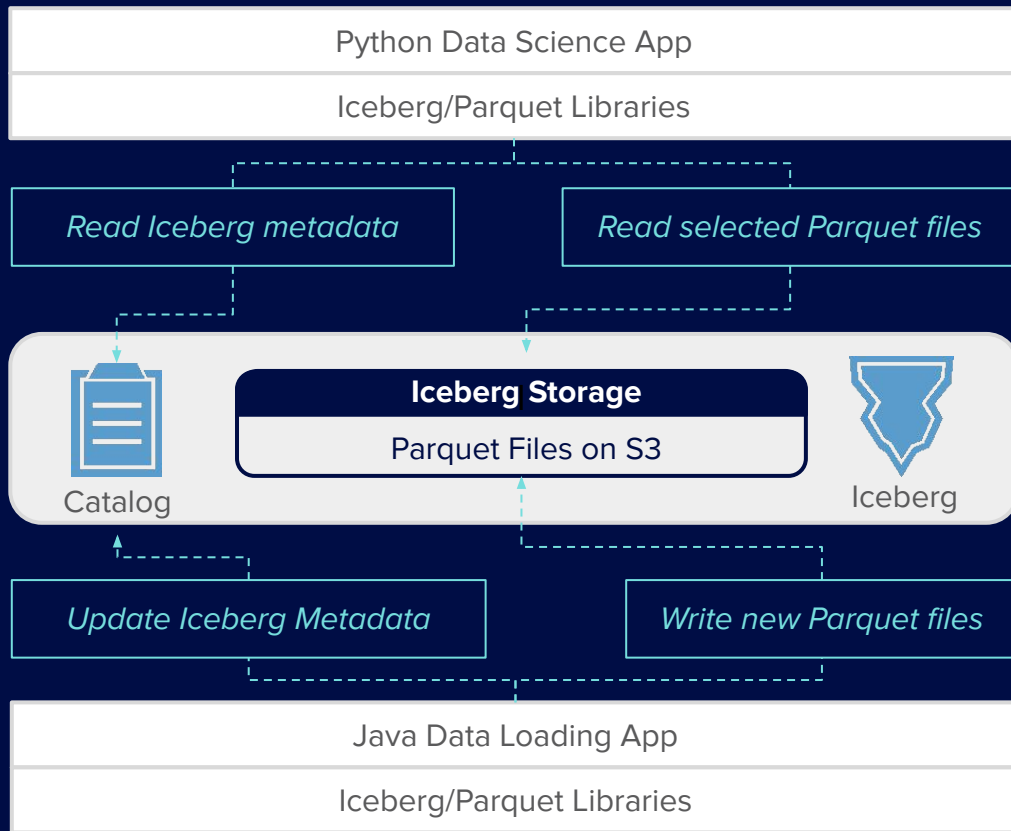 Python Data Science App
Iceberg/Parquet Libraries
Read Iceberg metadata
Read selected Parquet files
Iceberg Storage
Parquet Files on S3
Catalog
Iceberg
Update Iceberg Metadata
Write new Parquet files
Java Data Loading App
Iceberg/Parquet Libraries